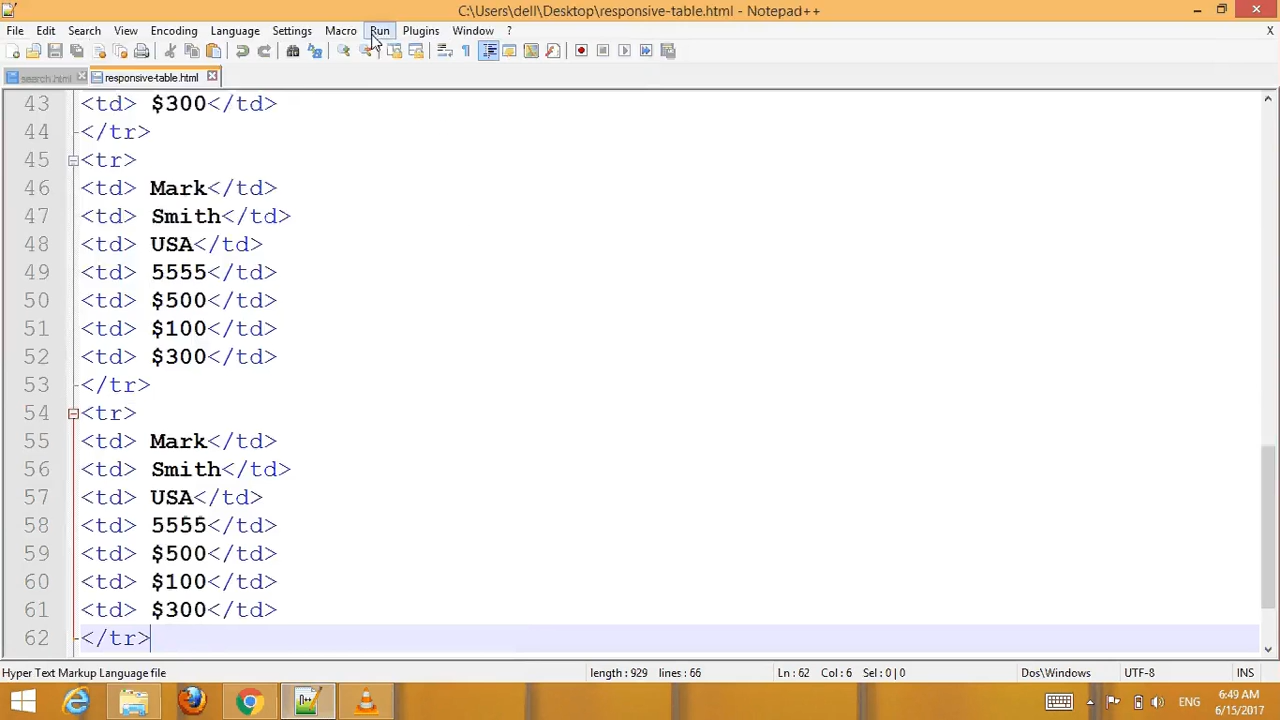 C:\Users\dell\Desktop\responsive-table.html - Notepad++
File Edit Search View Encoding Language Settings Macro Run Plugins Window ? X
search.html responsive-table.html
43 <td> $300</td>
44 </tr>
45 <tr>
46 <td> Mark</td>
47 <td> Smith</td>
48 <td> USA</td>
49 <td> 5555</td>
50 <td> $500</td>
51 <td> $100</td>
52 <td> $300</td>
53 </tr>
54 <tr>
55 <td> Mark</td>
56 <td> Smith</td>
57 <td> USA</td>
58 <td> 5555</td>
59 <td> $500</td>
60 <td> $100</td>
61 <td> $300</td>
62 </tr>
Hyper Text Markup Language file length : 929 lines : 66 Ln : 62 Col : 6 Sel : 0 | 0 Dos\Windows UTF-8 INS
ENG 6:49 AM
6/15/2017